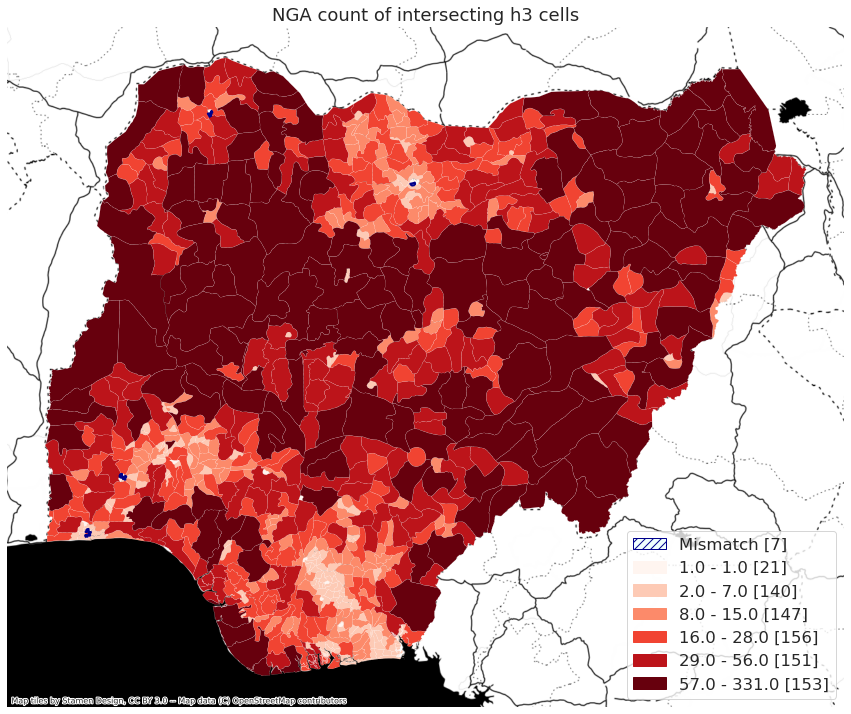 NGA count of intersecting h3 cells
Mismatch [7]
1.0 - 1.0 [21]
2.0 - 7.0 [140]
8.0 - 15.0 [147]
16.0 - 28.0 [156]
29.0 - 56.0 [151]
57.0 - 331.0 [153]
Map tiles by Stamen Design, CC BY 3.0 -- Map data (C) OpenStreetMap contributors